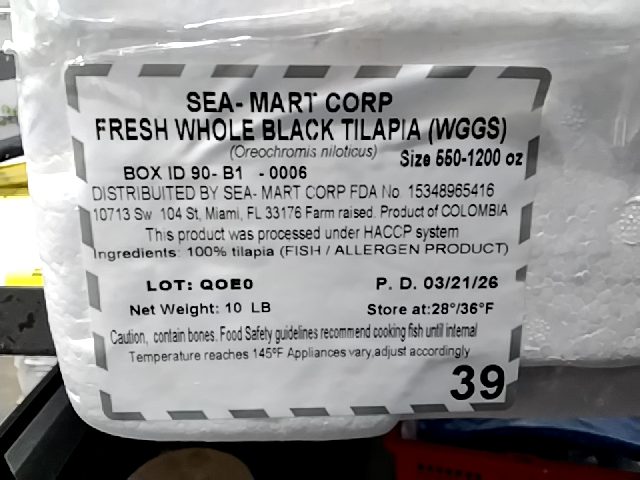 SEA- MART CORP
FRESH WHOLE BLACK TILAPIA (WGGS)
(Oreochromis niloticus) Size 550-1200 oz
BOX ID 90- B1 - 0006
DISTRIBUITED BY SEA- MART CORP FDA No. 15348965416
10713 Sw 104 St, Miami, FL 33176 Farm raised. Product of COLOMBIA
This product was processed under HACCP system
Ingredients: 100% tilapia (FISH / ALLERGEN PRODUCT)
LOT: QOE0 P. D. 03/21/26
Net Weight: 10 LB Store at:28°/36°F
Caution, contain bones. Food Safety guidelines recommend cooking fish until internal
Temperature reaches 145°F Appliances vary,adjust accordingly
39